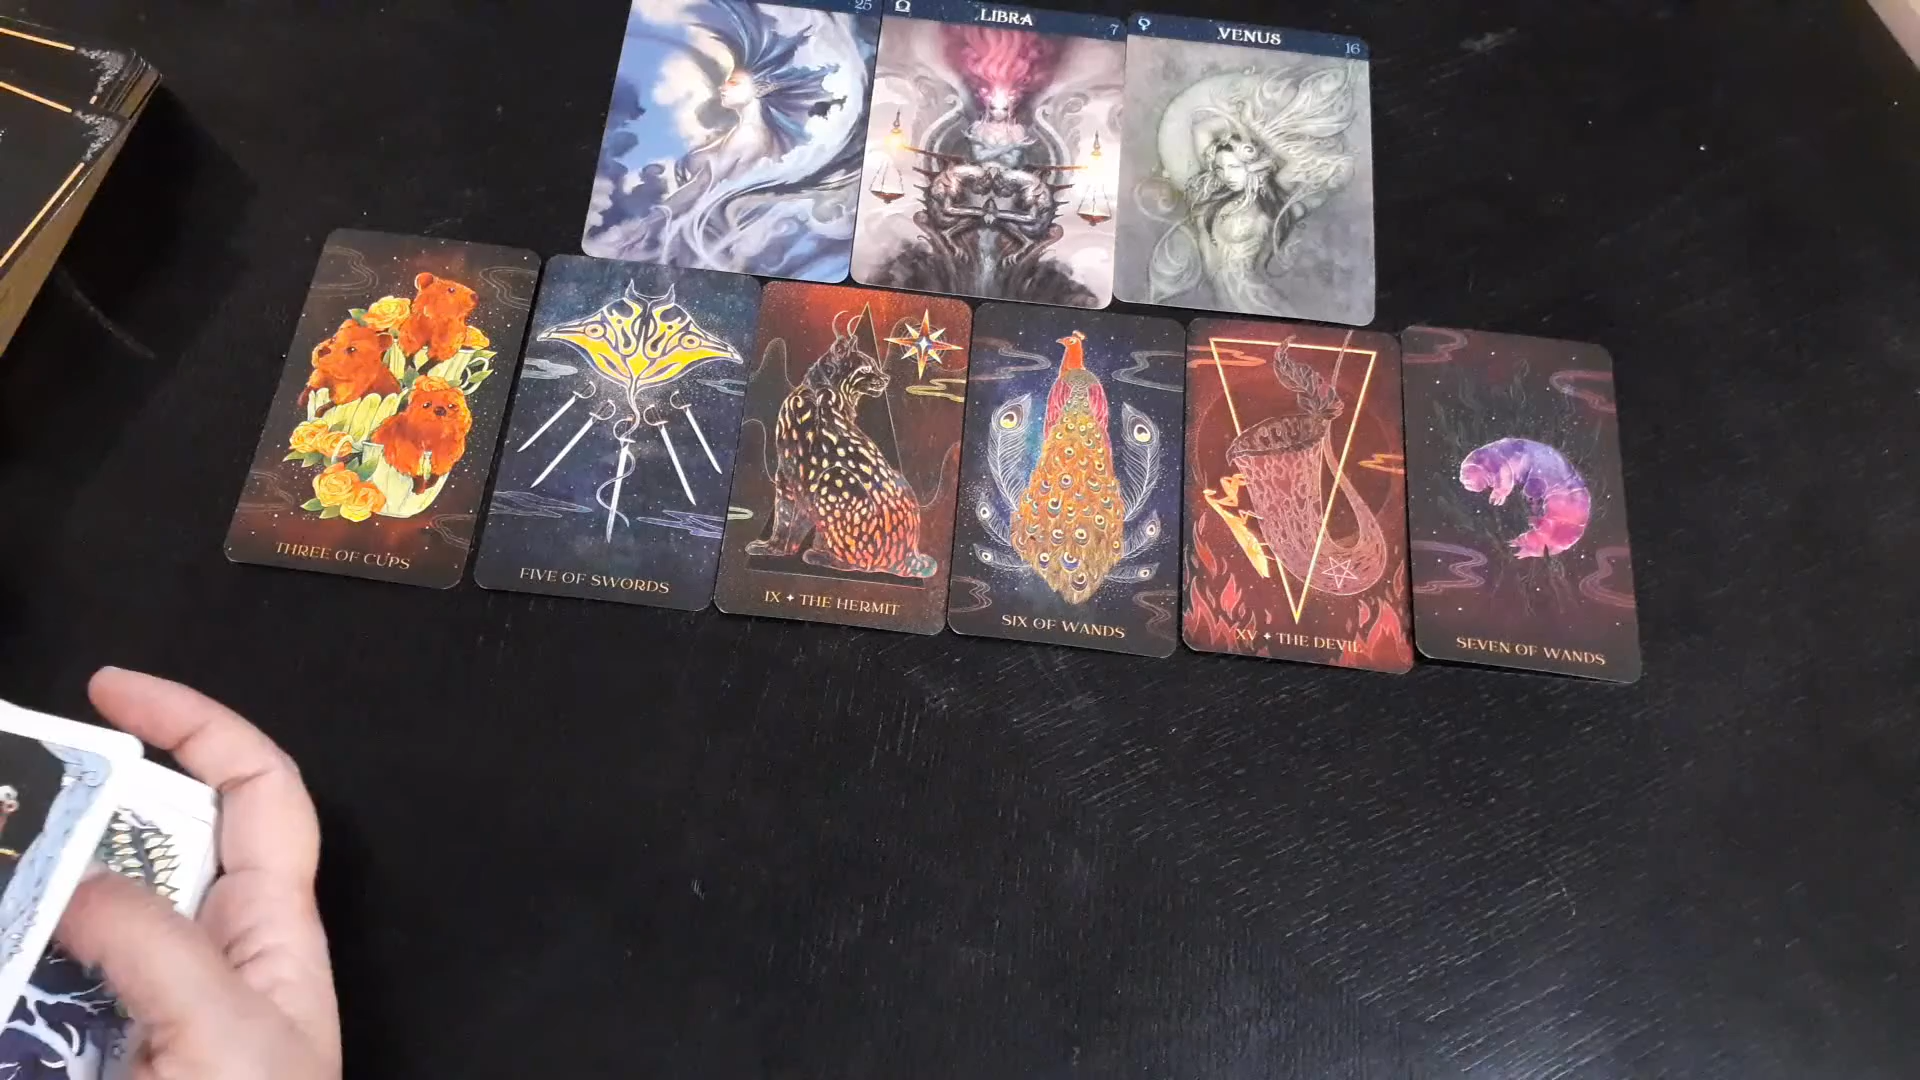 25
♎ LIBRA 7
♀ VENUS 16
THREE OF CUPS
FIVE OF SWORDS
IX ✦ THE HERMIT
SIX OF WANDS
XV ✦ THE DEVIL
SEVEN OF WANDS